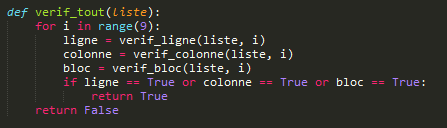 def verif_tout(liste):
    for i in range(9):
        ligne = verif_ligne(liste, i)
        colonne = verif_colonne(liste, i)
        bloc = verif_bloc(liste, i)
        if ligne == True or colonne == True or bloc == True:
            return True
    return False